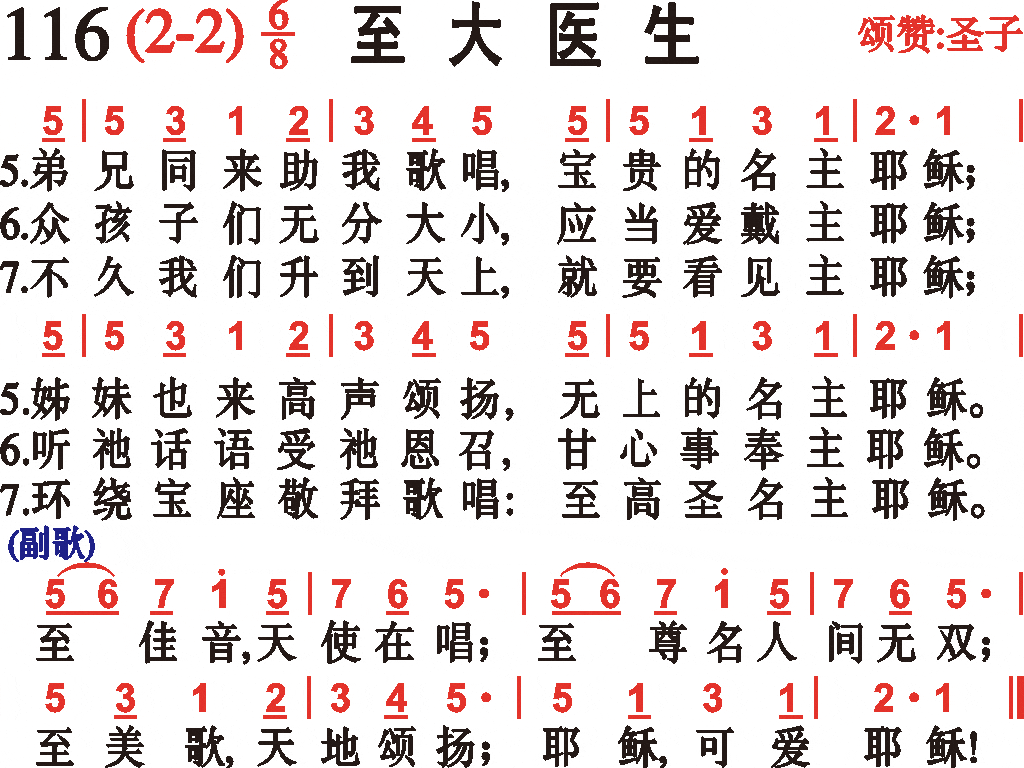 116 (2-2) 6/8 至大医生 颂赞:圣子
5 | 5 3 1 2 | 3 4 5 5 | 5 1 3 1 | 2 · 1 |
5.弟兄同来助我歌唱, 宝贵的名主耶稣;
6.众孩子们无分大小, 应当爱戴主耶稣;
7.不久我们升到天上, 就要看见主耶稣;
5 | 5 3 1 2 | 3 4 5 5 | 5 1 3 1 | 2 · 1 |
5.姊妹也来高声颂扬, 无上的名主耶稣。
6.听祂话语受祂恩召, 甘心事奉主耶稣。
7.环绕宝座敬拜歌唱: 至高圣名主耶稣。
(副歌)
5 6 7 1̇ 5 | 7 6 5 · | 5 6 7 1̇ 5 | 7 6 5 · |
至 佳音,天使在唱; 至 尊名人间无双;
5 3 1 2 | 3 4 5 · | 5 1 3 1 | 2 · 1 ‖
至美歌,天地颂扬; 耶稣,可爱耶稣!